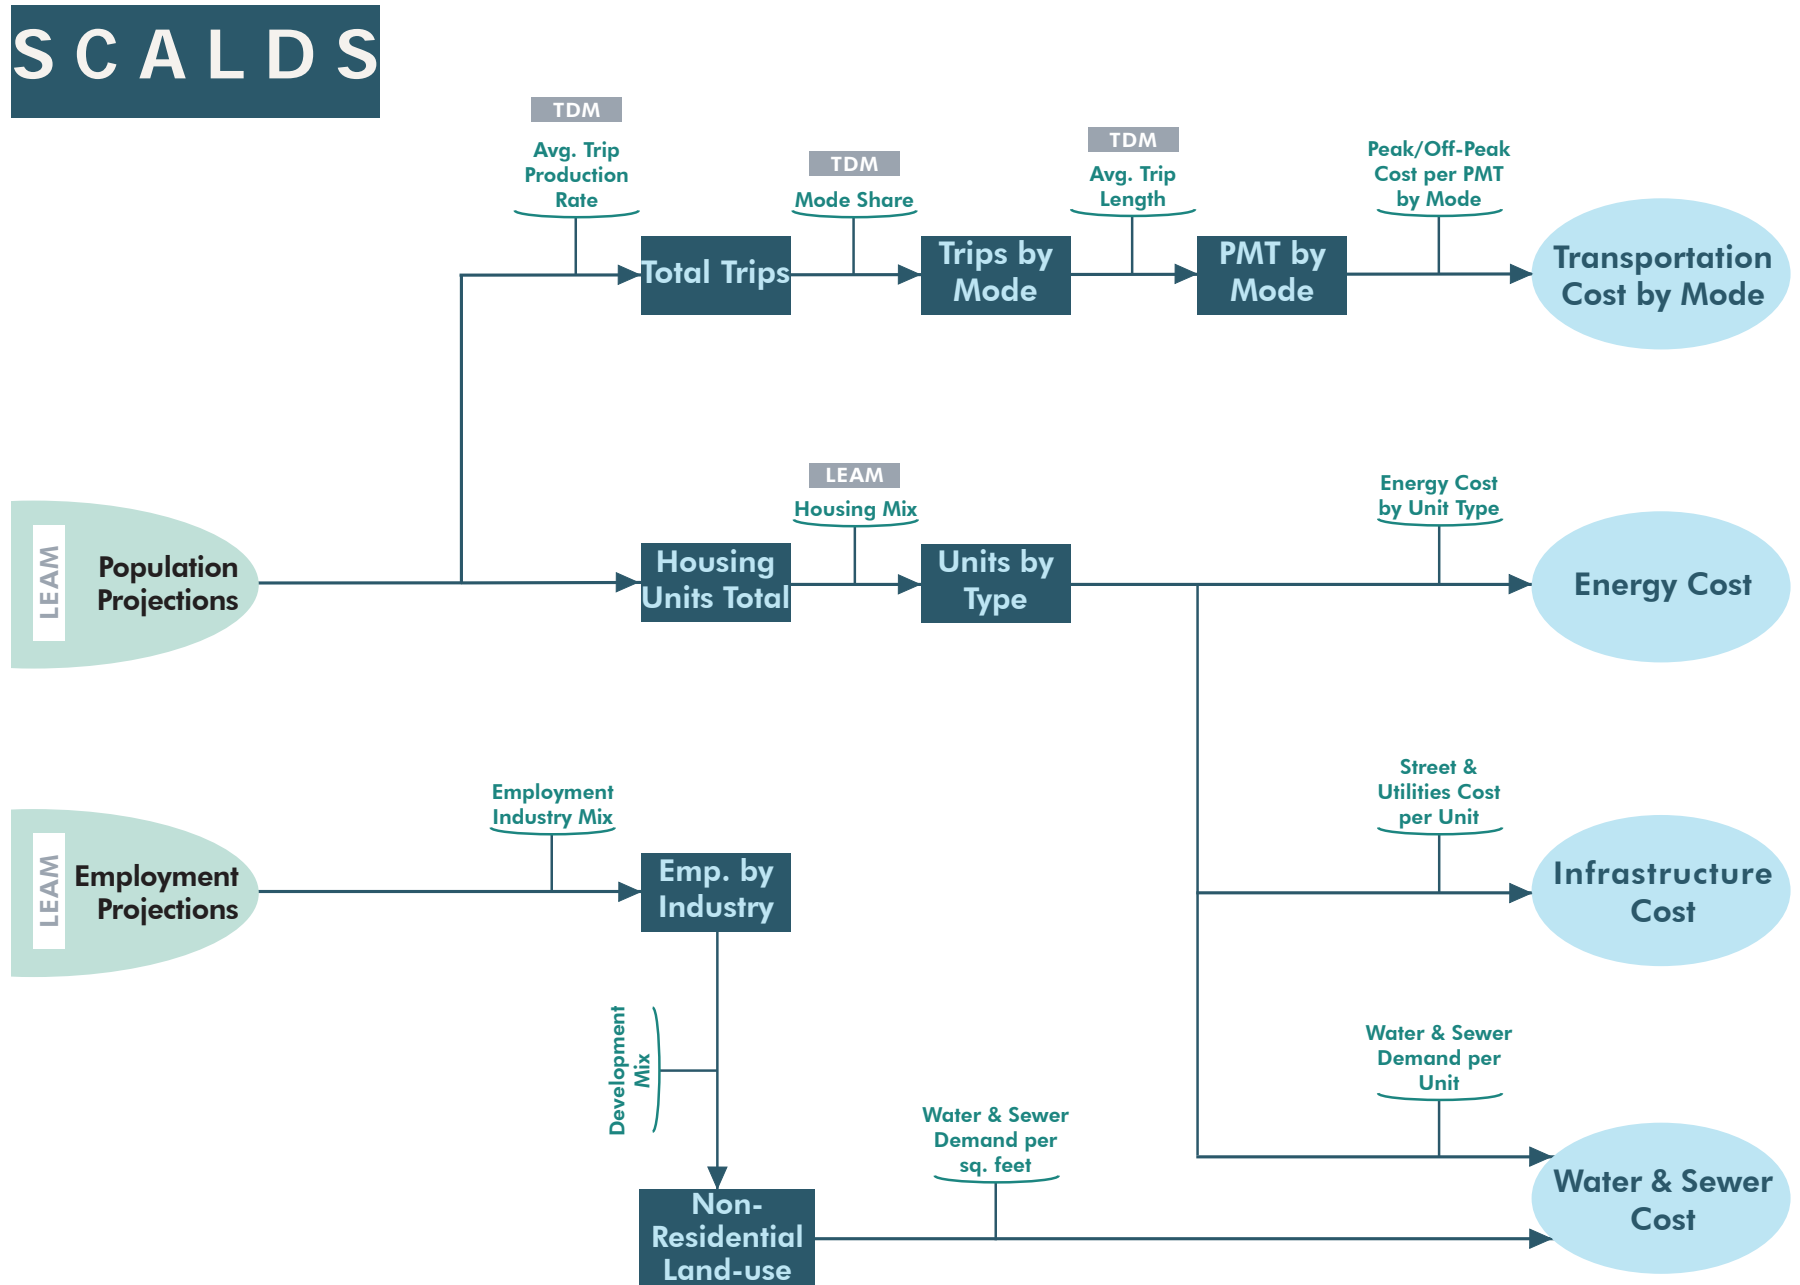 SCALDS
TDM
Avg. Trip
Production
Rate
TDM
Mode Share
TDM
Avg. Trip
Length
Peak/Off-Peak
Cost per PMT
by Mode
Total Trips
Trips by
Mode
PMT by
Mode
Transportation
Cost by Mode
LEAM
Population
Projections
LEAM
Housing Mix
Housing
Units Total
Units by
Type
Energy Cost
by Unit Type
Energy Cost
LEAM
Employment
Projections
Employment
Industry Mix
Emp. by
Industry
Street &
Utilities Cost
per Unit
Infrastructure
Cost
Development
Mix
Water & Sewer
Demand per
sq. feet
Water & Sewer
Demand per
Unit
Non-
Residential
Land-use
Water & Sewer
Cost